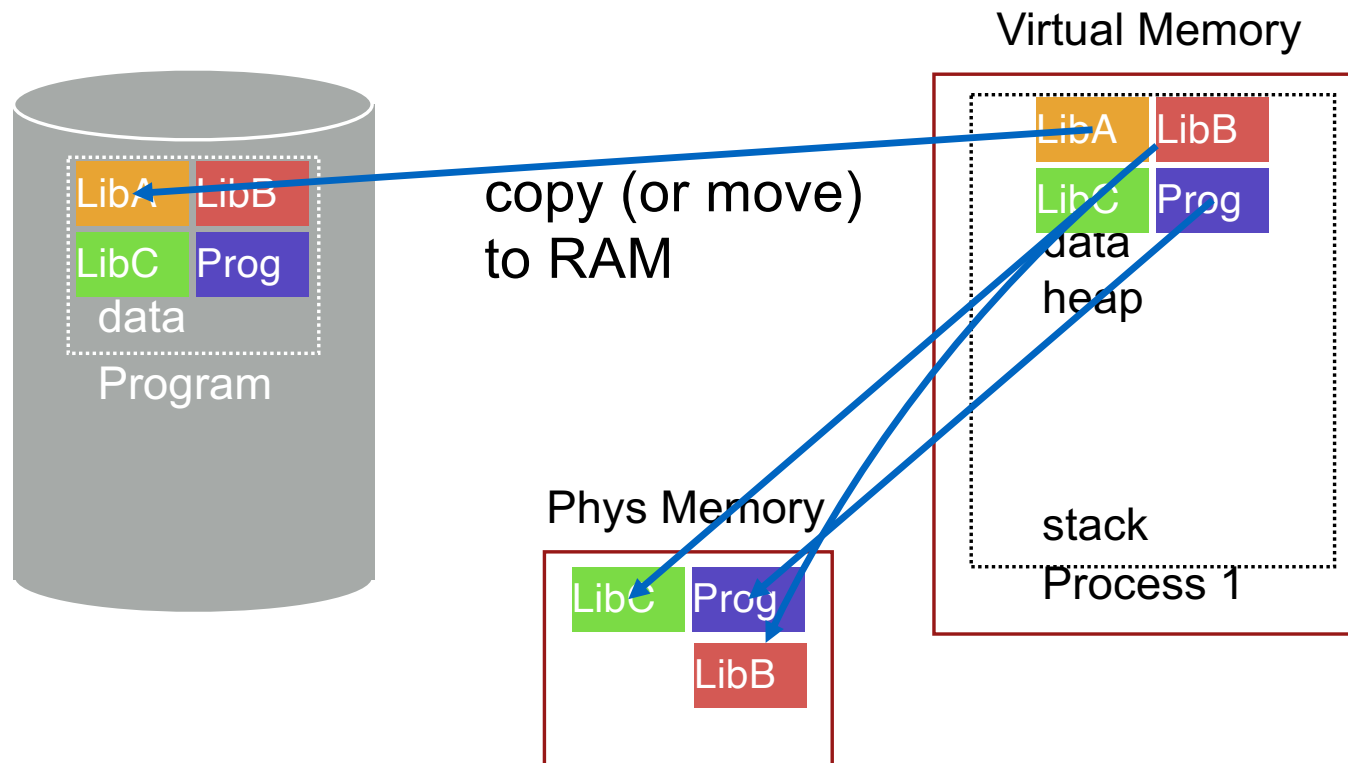 Virtual Memory
LibA LibB
LibC Prog
data
Program
copy (or move)
to RAM
LibA LibB
LibC Prog
data
heap
stack
Process 1
Phys Memory
LibC Prog
LibB